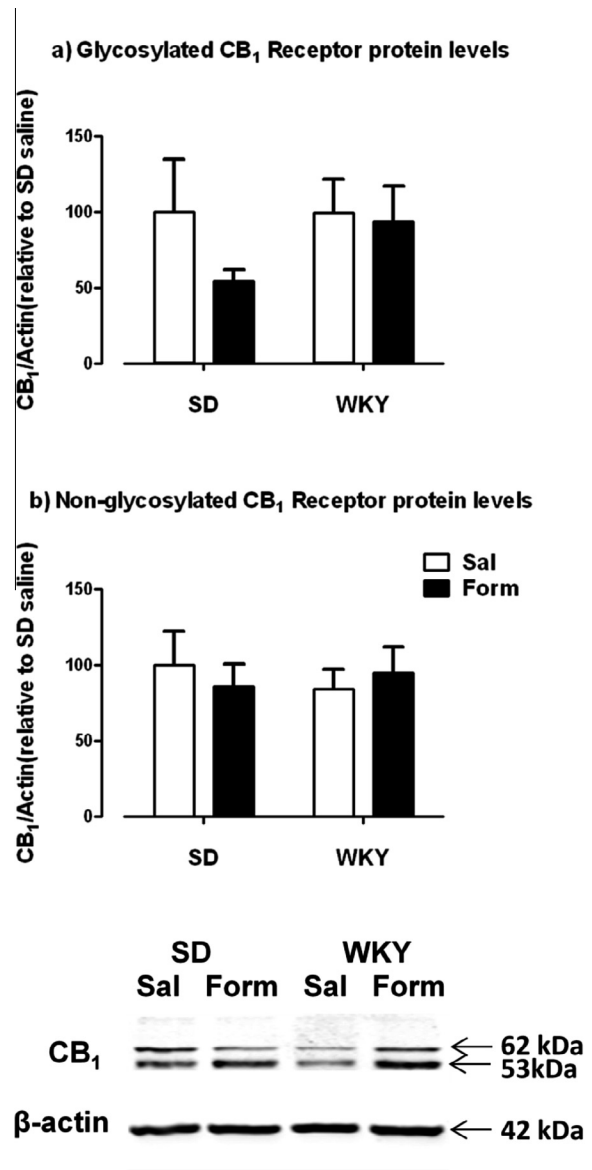 a) Glycosylated CB₁ Receptor protein levels
CB₁/Actin(relative to SD saline)
150
100
50
0
SD WKY
b) Non-glycosylated CB₁ Receptor protein levels
CB₁/Actin(relative to SD saline)
Sal
Form
150
100
50
0
SD WKY
SD WKY
Sal Form Sal Form
CB₁
62 kDa
53kDa
β-actin
42 kDa